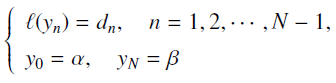 ℓ(yₙ) = dₙ, n = 1, 2, ⋯ , N − 1,
y₀ = α, y_N = β